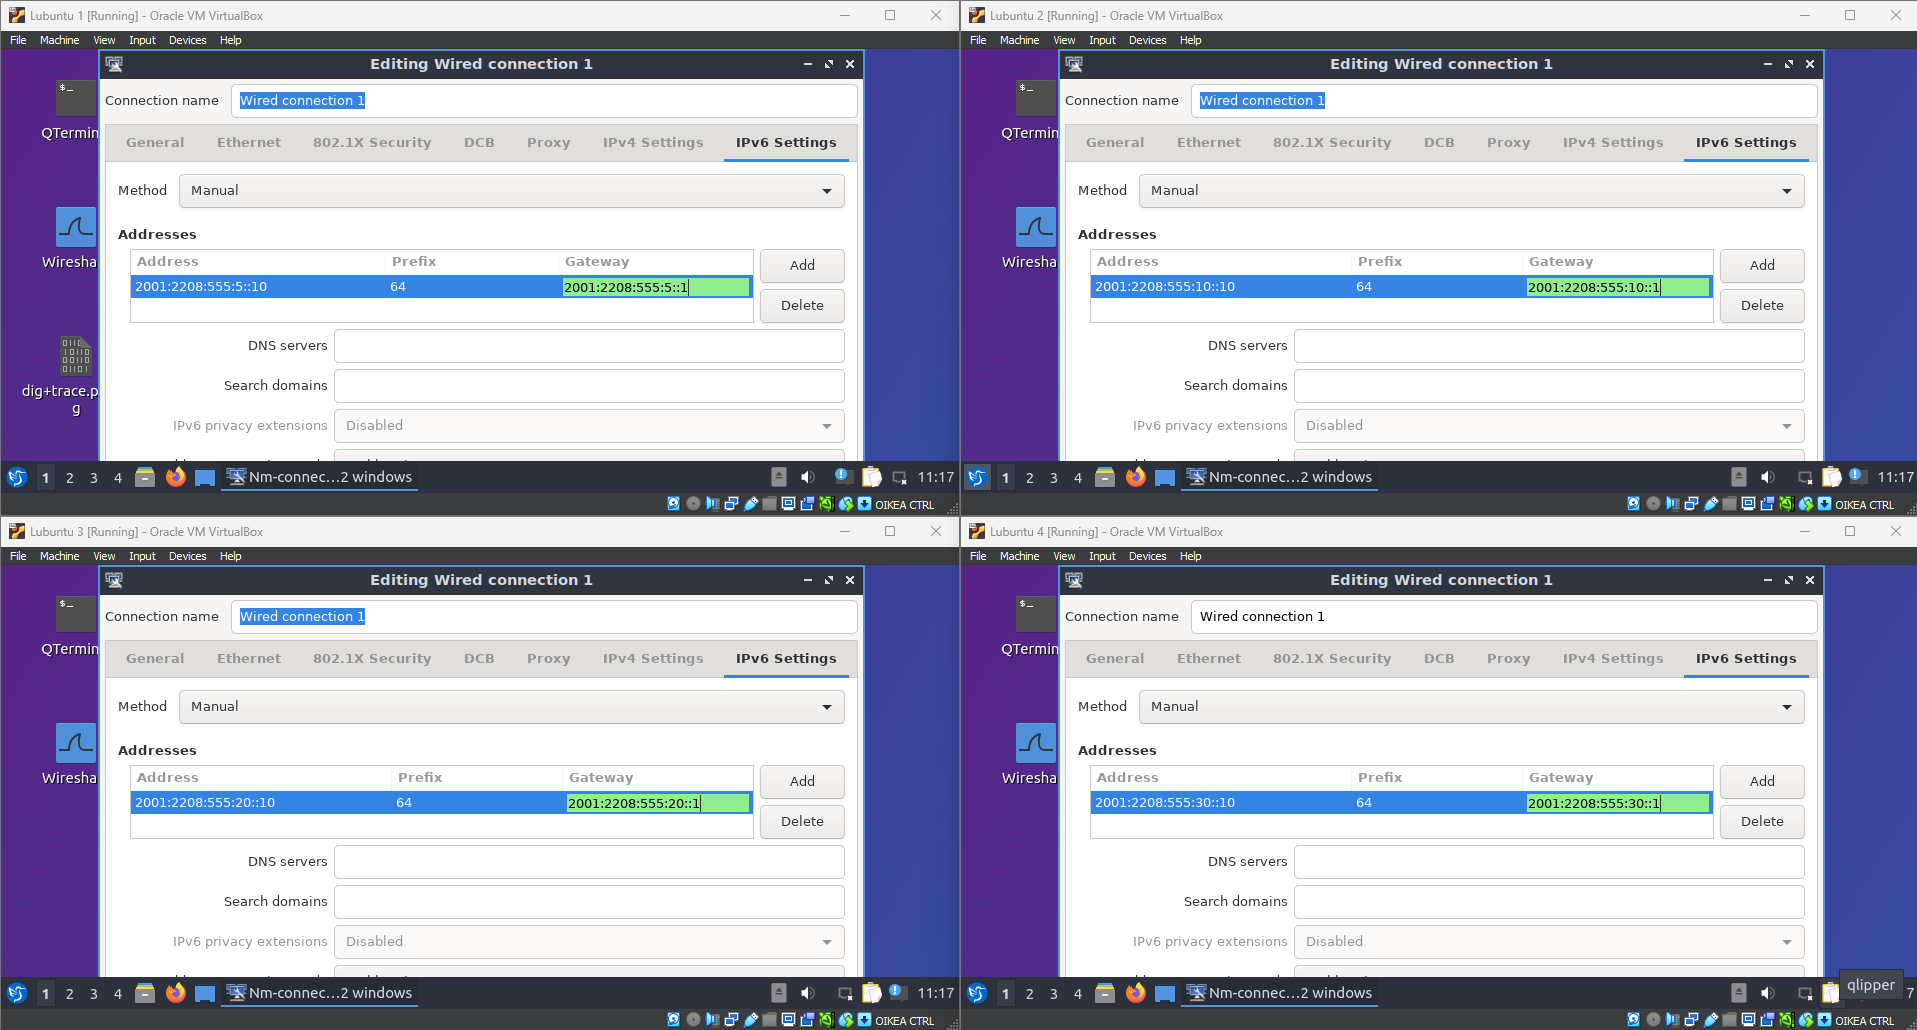 Lubuntu 1 [Running] - Oracle VM VirtualBox
File Machine View Input Devices Help
Editing Wired connection 1
Connection name Wired connection 1
General Ethernet 802.1X Security DCB Proxy IPv4 Settings IPv6 Settings
Method Manual
Addresses
Address Prefix Gateway
2001:2208:555:5::10 64 2001:2208:555:5::1
Add
Delete
DNS servers
Search domains
IPv6 privacy extensions Disabled
QTermin
Wiresha
dig+trace.p
g
1 2 3 4 Nm-connec...2 windows 11:17
OIKEA CTRL
Lubuntu 2 [Running] - Oracle VM VirtualBox
File Machine View Input Devices Help
Editing Wired connection 1
Connection name Wired connection 1
General Ethernet 802.1X Security DCB Proxy IPv4 Settings IPv6 Settings
Method Manual
Addresses
Address Prefix Gateway
2001:2208:555:10::10 64 2001:2208:555:10::1
Add
Delete
DNS servers
Search domains
IPv6 privacy extensions Disabled
QTermin
Wiresha
1 2 3 4 Nm-connec...2 windows 11:17
OIKEA CTRL
Lubuntu 3 [Running] - Oracle VM VirtualBox
File Machine View Input Devices Help
Editing Wired connection 1
Connection name Wired connection 1
General Ethernet 802.1X Security DCB Proxy IPv4 Settings IPv6 Settings
Method Manual
Addresses
Address Prefix Gateway
2001:2208:555:20::10 64 2001:2208:555:20::1
Add
Delete
DNS servers
Search domains
IPv6 privacy extensions Disabled
QTermin
Wiresha
1 2 3 4 Nm-connec...2 windows 11:17
OIKEA CTRL
Lubuntu 4 [Running] - Oracle VM VirtualBox
File Machine View Input Devices Help
Editing Wired connection 1
Connection name Wired connection 1
General Ethernet 802.1X Security DCB Proxy IPv4 Settings IPv6 Settings
Method Manual
Addresses
Address Prefix Gateway
2001:2208:555:30::10 64 2001:2208:555:30::1
Add
Delete
DNS servers
Search domains
IPv6 privacy extensions Disabled
QTermin
Wiresha
qlipper
1 2 3 4 Nm-connec...2 windows 7
OIKEA CTRL